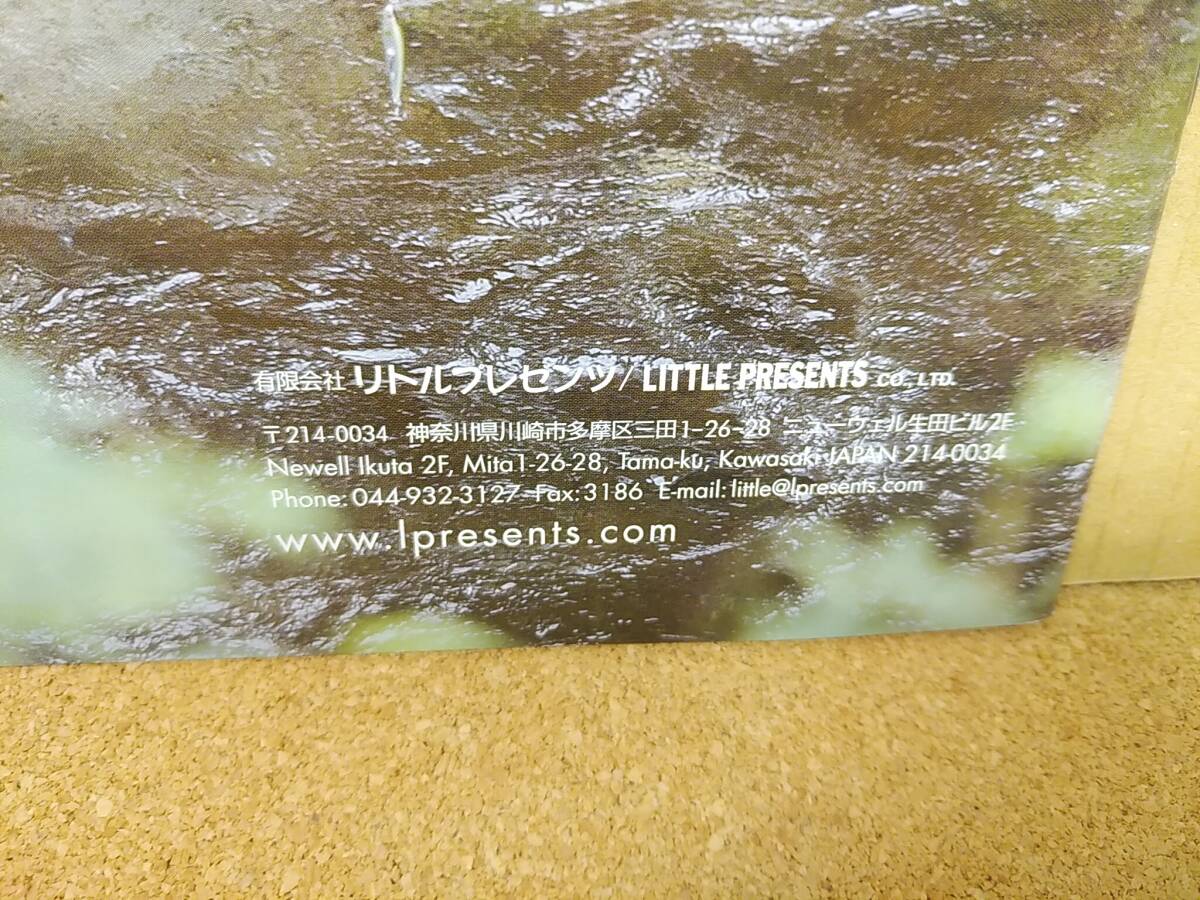 有限会社 リトルプレゼンツ/LITTLE PRESENTS CO., LTD.
〒214-0034 神奈川県川崎市多摩区三田1-26-28 ニューヴェル生田ビル2F
Newell Ikuta 2F, Mita1-26-28, Tama-ku, Kawasaki JAPAN 214-0034
Phone: 044-932-3127 Fax: 3186 E-mail: little@lpresents.com
www.lpresents.com